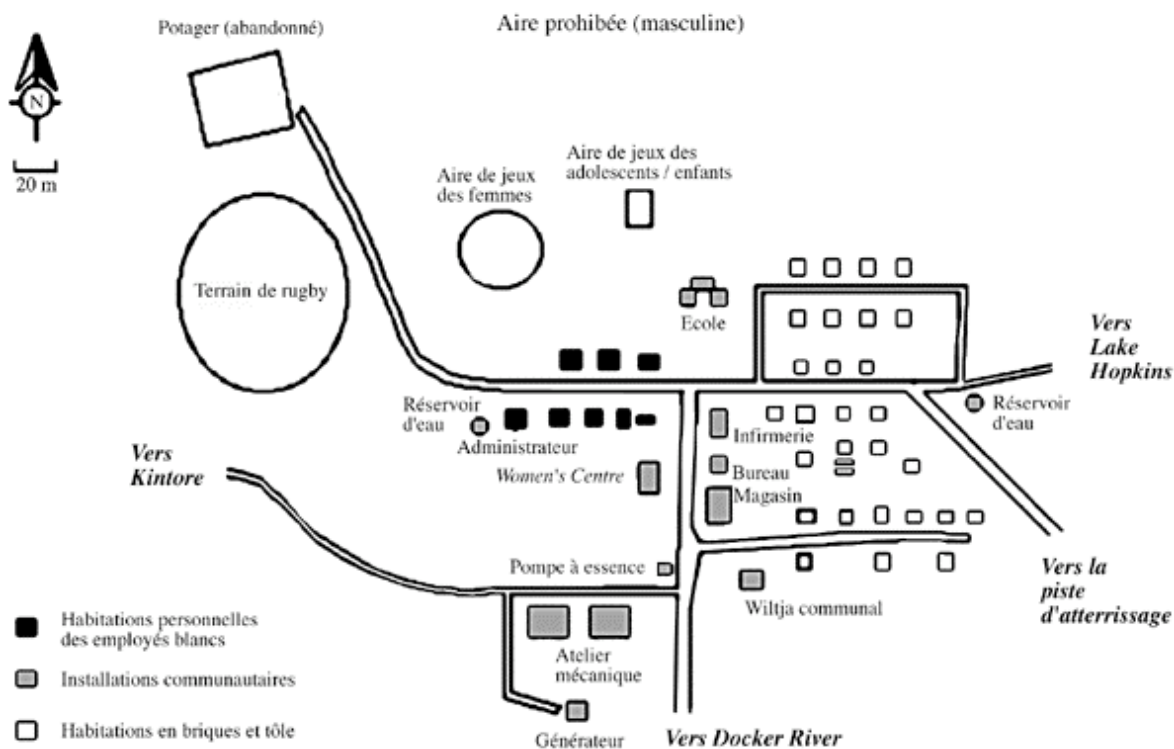 Potager (abandonné)
Aire prohibée (masculine)
N
20 m
Aire de jeux
des femmes
Aire de jeux des
adolescents / enfants
Terrain de rugby
Ecole
Vers
Lake
Hopkins
Réservoir
d'eau
Administrateur
Infirmerie
Réservoir
d'eau
Vers
Kintore
Women's Centre
Bureau
Magasin
Pompe à essence
Wiltja communal
Vers la
piste
d'atterrissage
Habitations personnelles
des employés blancs
Atelier
mécanique
Installations communautaires
Habitations en briques et tôle
Générateur
Vers Docker River